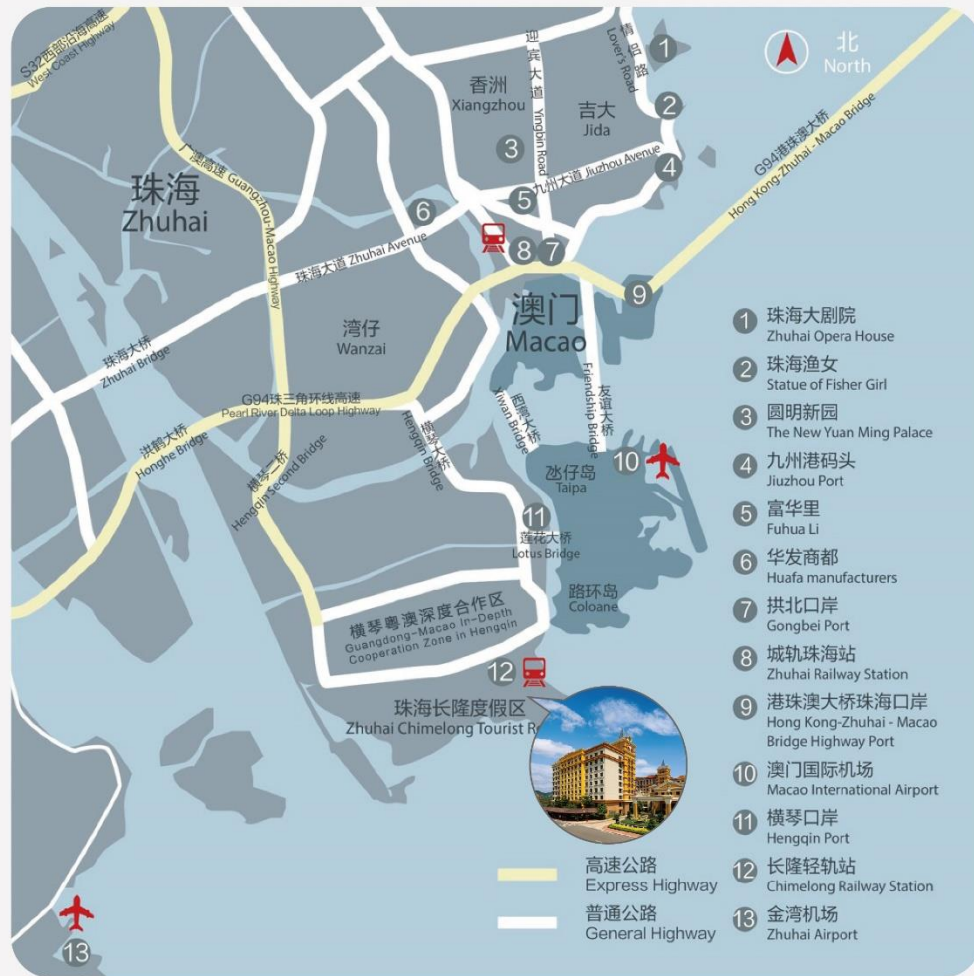 北
North
S32西部沿海高速
West Coast Highway
广澳高速 Guangzhou-Macao Highway
迎宾大道 Yingbin Road
情侣路
Lover's Road
香洲
Xiangzhou
吉大
Jida
九州大道 Jiuzhou Avenue
G94港珠澳大桥
Hong Kong-Zhuhai - Macao Bridge
珠海
Zhuhai
珠海大道 Zhuhai Avenue
珠海大桥
Zhuhai Bridge
湾仔
Wanzai
澳门
Macao
G94珠三角环线高速
Pearl River Delta Loop Highway
洪鹤大桥
Honghe Bridge
横琴二桥
Hengqin Second Bridge
横琴大桥
Hengqin Bridge
西湾大桥
Xiwan Bridge
友谊大桥
Friendship Bridge
氹仔岛
Taipa
莲花大桥
Lotus Bridge
路环岛
Coloane
横琴粤澳深度合作区
Guangdong-Macao In-Depth
Cooperation Zone in Hengqin
珠海长隆度假区
Zhuhai Chimelong Tourist
1
2
3
4
5
6
7
8
9
10
11
12
13
1 珠海大剧院
Zhuhai Opera House
2 珠海渔女
Statue of Fisher Girl
3 圆明新园
The New Yuan Ming Palace
4 九州港码头
Jiuzhou Port
5 富华里
Fuhua Li
6 华发商都
Huafa manufacturers
7 拱北口岸
Gongbei Port
8 城轨珠海站
Zhuhai Railway Station
9 港珠澳大桥珠海口岸
Hong Kong-Zhuhai - Macao
Bridge Highway Port
10 澳门国际机场
Macao International Airport
11 横琴口岸
Hengqin Port
12 长隆轻轨站
Chimelong Railway Station
13 金湾机场
Zhuhai Airport
高速公路
Express Highway
普通公路
General Highway